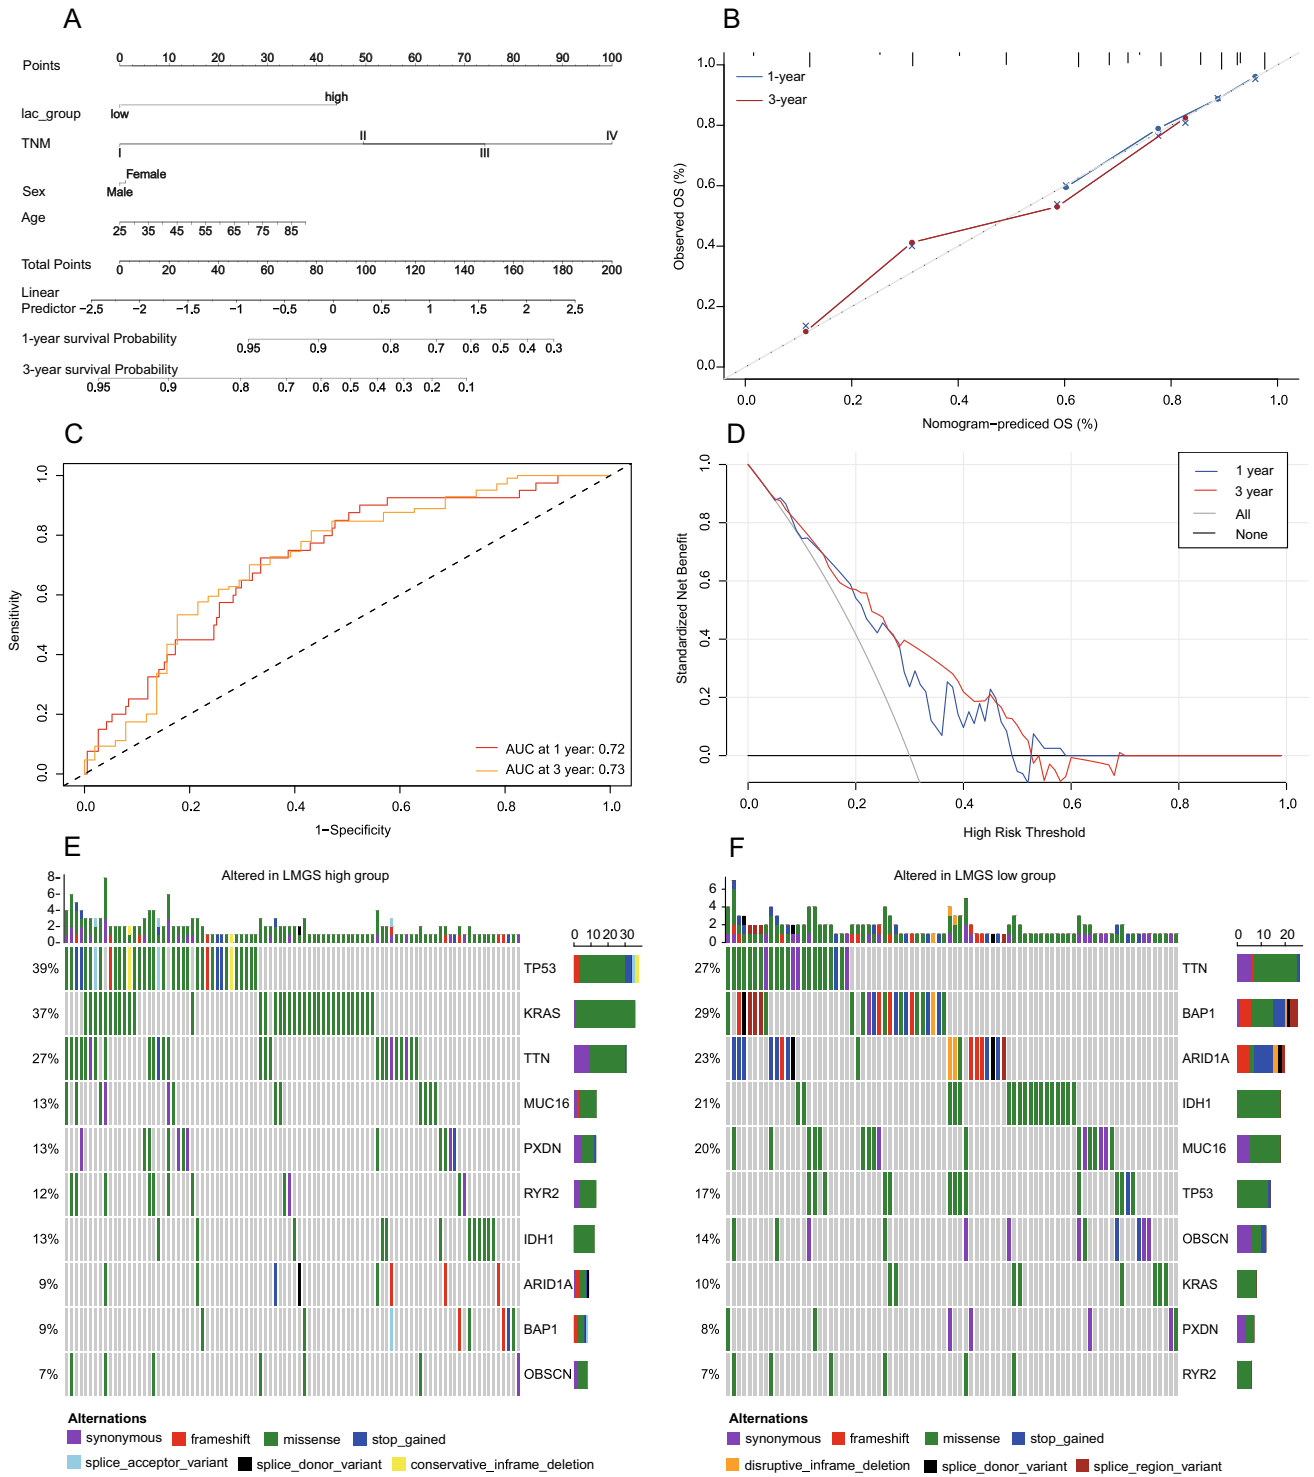 A
Points
0 10 20 30 40 50 60 70 80 90 100
lac_group
high
low
TNM
II IV
I III
Sex
Female
Male
Age
25 35 45 55 65 75 85
Total Points
0 20 40 60 80 100 120 140 160 180 200
Linear
Predictor
−2.5 −2 −1.5 −1 −0.5 0 0.5 1 1.5 2 2.5
1-year survival Probability
0.95 0.9 0.8 0.7 0.6 0.5 0.4 0.3
3-year survival Probability
0.95 0.9 0.8 0.7 0.6 0.5 0.4 0.3 0.2 0.1
B
1-year
3-year
Observed OS (%)
1.0
0.8
0.6
0.4
0.2
0.0
0.0 0.2 0.4 0.6 0.8 1.0
Nomogram−prediced OS (%)
C
Sensitivity
1.0
0.8
0.6
0.4
0.2
0.0
AUC at 1 year: 0.72
AUC at 3 year: 0.73
0.0 0.2 0.4 0.6 0.8 1.0
1−Specificity
D
Standardized Net Benefit
1.0
0.8
0.6
0.4
0.2
0.0
1 year
3 year
All
None
0.0 0.2 0.4 0.6 0.8 1.0
High Risk Threshold
E
Altered in LMGS high group
8
6
4
2
0
0 10 20 30
39% TP53
37% KRAS
27% TTN
13% MUC16
13% PXDN
12% RYR2
13% IDH1
9% ARID1A
9% BAP1
7% OBSCN
Alternations
synonymous frameshift missense stop_gained
splice_acceptor_variant splice_donor_variant conservative_inframe_deletion
F
Altered in LMGS low group
6
4
2
0
0 10 20
27% TTN
29% BAP1
23% ARID1A
21% IDH1
20% MUC16
17% TP53
14% OBSCN
10% KRAS
8% PXDN
7% RYR2
Alternations
synonymous frameshift missense stop_gained
disruptive_inframe_deletion splice_donor_variant splice_region_variant